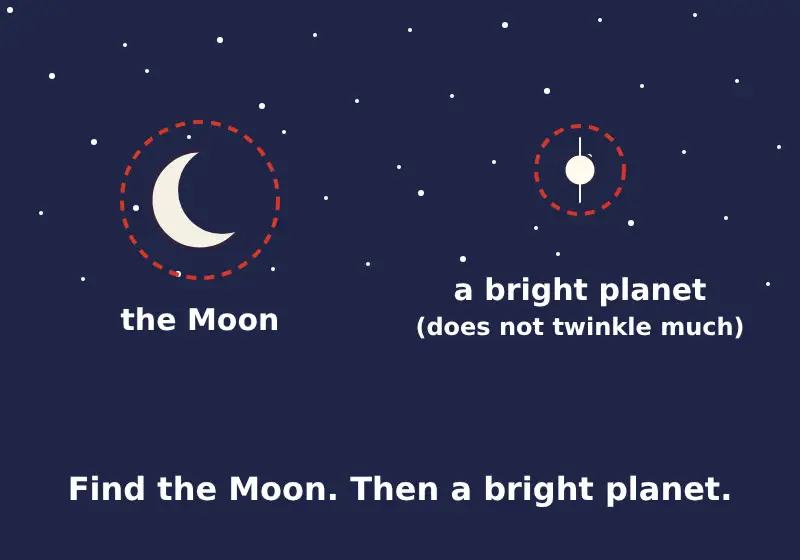 the Moon
a bright planet
(does not twinkle much)
Find the Moon. Then a bright planet.